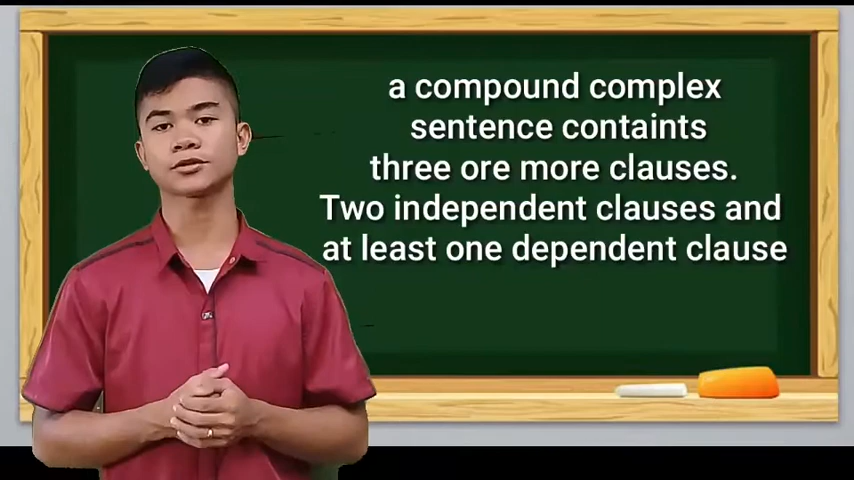 a compound complex
sentence containts
three ore more clauses.
Two independent clauses and
at least one dependent clause